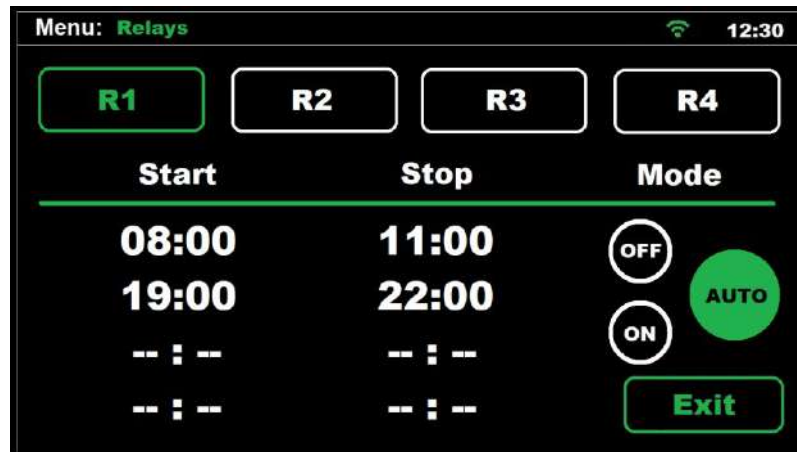 Menu: Relays 12:30
R1 R2 R3 R4
Start Stop Mode
08:00 11:00 OFF
19:00 22:00 AUTO
-- : -- -- : -- ON
-- : -- -- : -- Exit